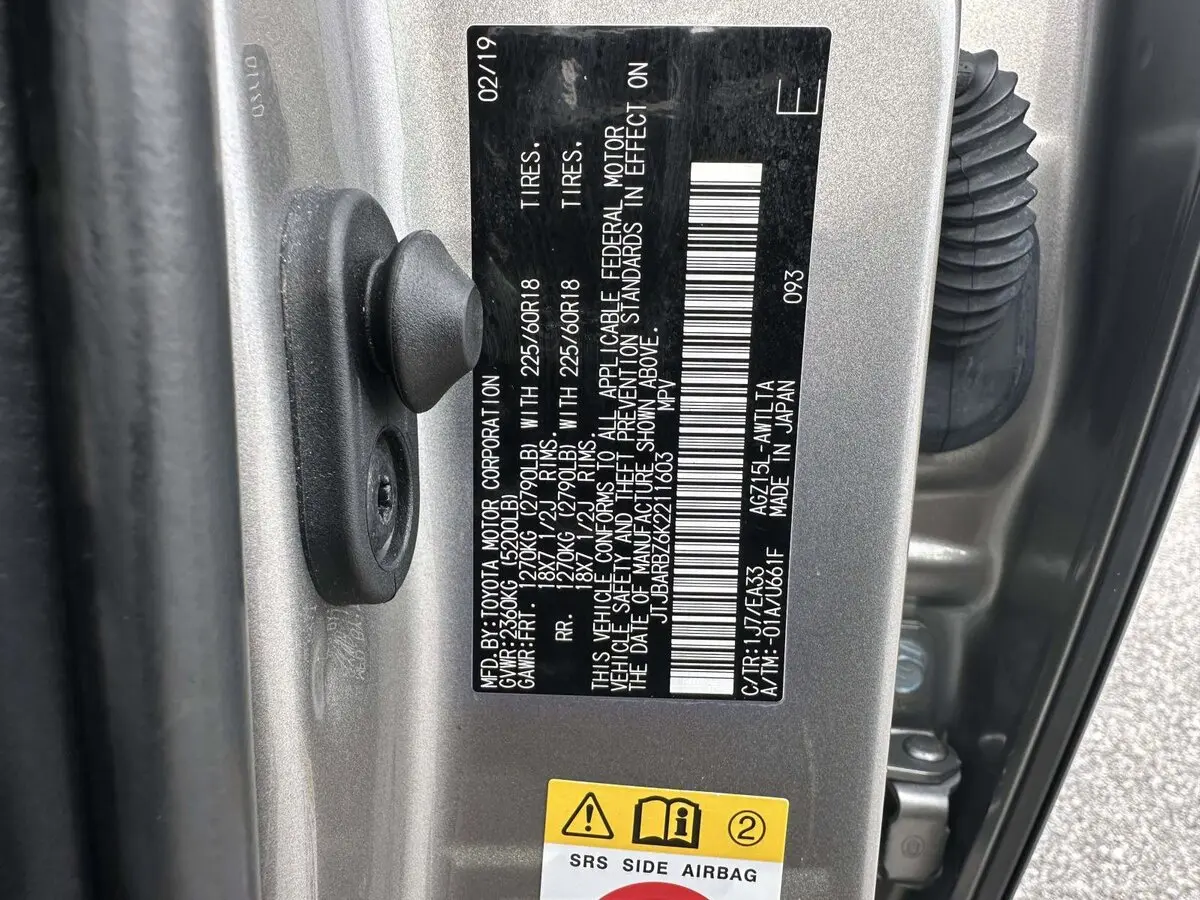 MFD.BY:TOYOTA MOTOR CORPORATION 02/19
GVWR:2360KG (5200LB)
GAWR:FRT. 1270KG (2790LB) WITH 225/60R18 TIRES.
18X7 1/2J RIMS.
RR. 1270KG (2790LB) WITH 225/60R18 TIRES.
18X7 1/2J RIMS.
THIS VEHICLE CONFORMS TO ALL APPLICABLE FEDERAL MOTOR
VEHICLE SAFETY AND THEFT PREVENTION STANDARDS IN EFFECT ON
THE DATE OF MANUFACTURE SHOWN ABOVE.
JTJBARBZ6K2211603 MPV
C/TR:1J7/EA33 AGZ15L-AWTLTA
A/TM:-01A/U661F MADE IN JAPAN 093
E
2
SRS SIDE AIRBAG